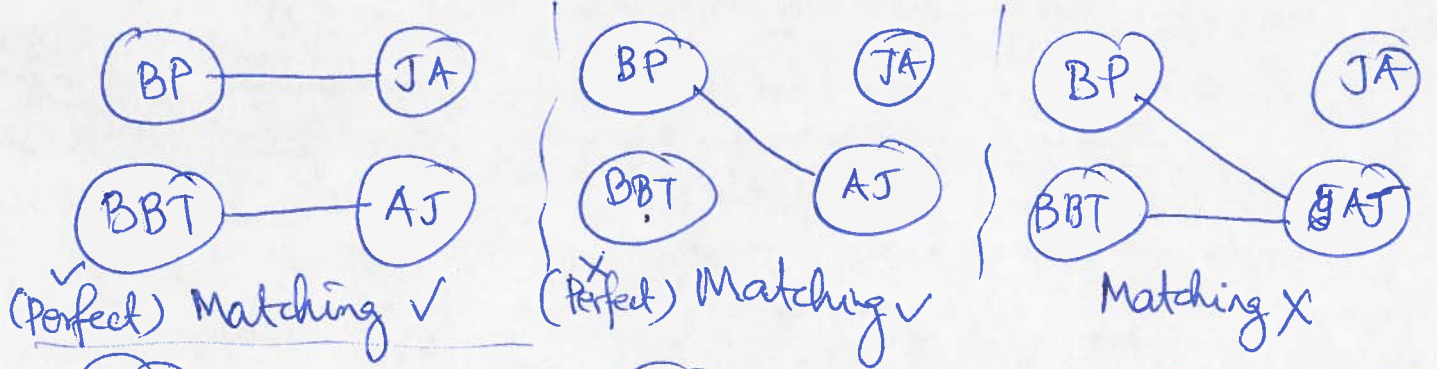 BP JA
BBT AJ
(Perfect) ✓ Matching ✓
BP JA
BBT AJ
(Perfect) X Matching ✓
BP JA
BBT AJ
Matching X